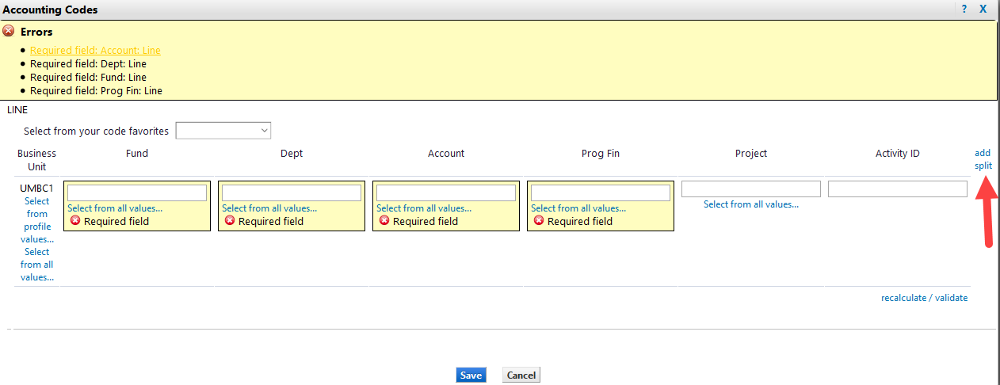 Accounting Codes ? X
Errors
Required field: Account: Line
Required field: Dept: Line
Required field: Fund: Line
Required field: Prog Fin: Line
LINE
Select from your code favorites
Business Unit Fund Dept Account Prog Fin Project Activity ID add split
UMBC1
Select from profile values...
Select from all values...
Select from all values...
Required field
Select from all values...
Required field
Select from all values...
Required field
Select from all values...
Required field
Select from all values...
recalculate / validate
Save Cancel